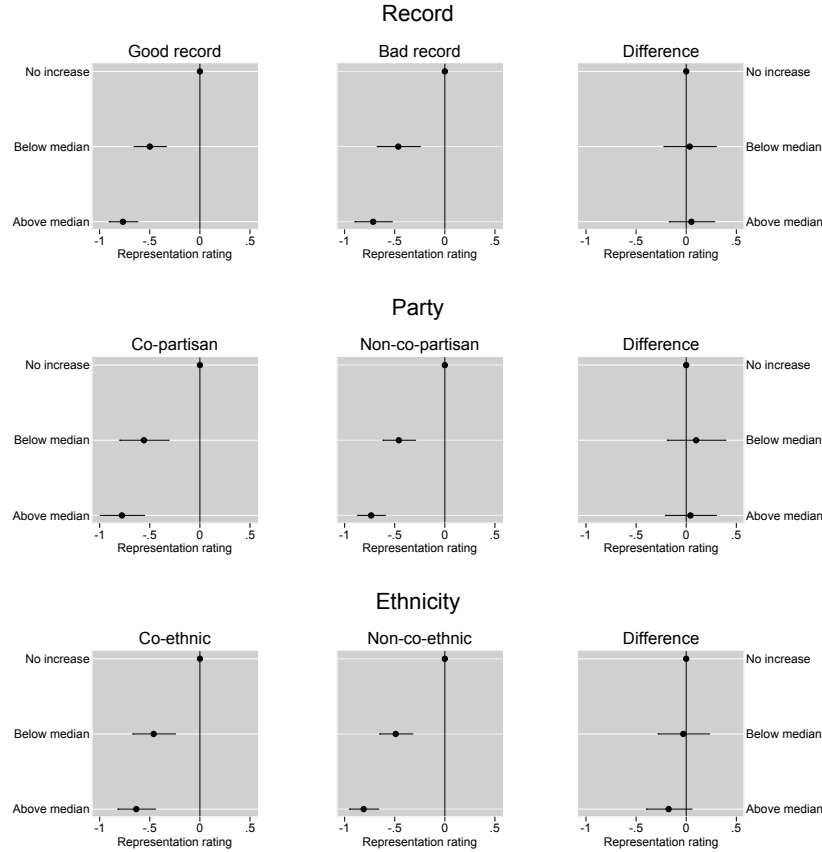 Record
Good record Bad record Difference
No increase No increase
Below median Below median
Above median Above median
-1 -.5 0 .5 -1 -.5 0 .5 -1 -.5 0 .5
Representation rating Representation rating Representation rating
Party
Co-partisan Non-co-partisan Difference
No increase No increase
Below median Below median
Above median Above median
-1 -.5 0 .5 -1 -.5 0 .5 -1 -.5 0 .5
Representation rating Representation rating Representation rating
Ethnicity
Co-ethnic Non-co-ethnic Difference
No increase No increase
Below median Below median
Above median Above median
-1 -.5 0 .5 -1 -.5 0 .5 -1 -.5 0 .5
Representation rating Representation rating Representation rating